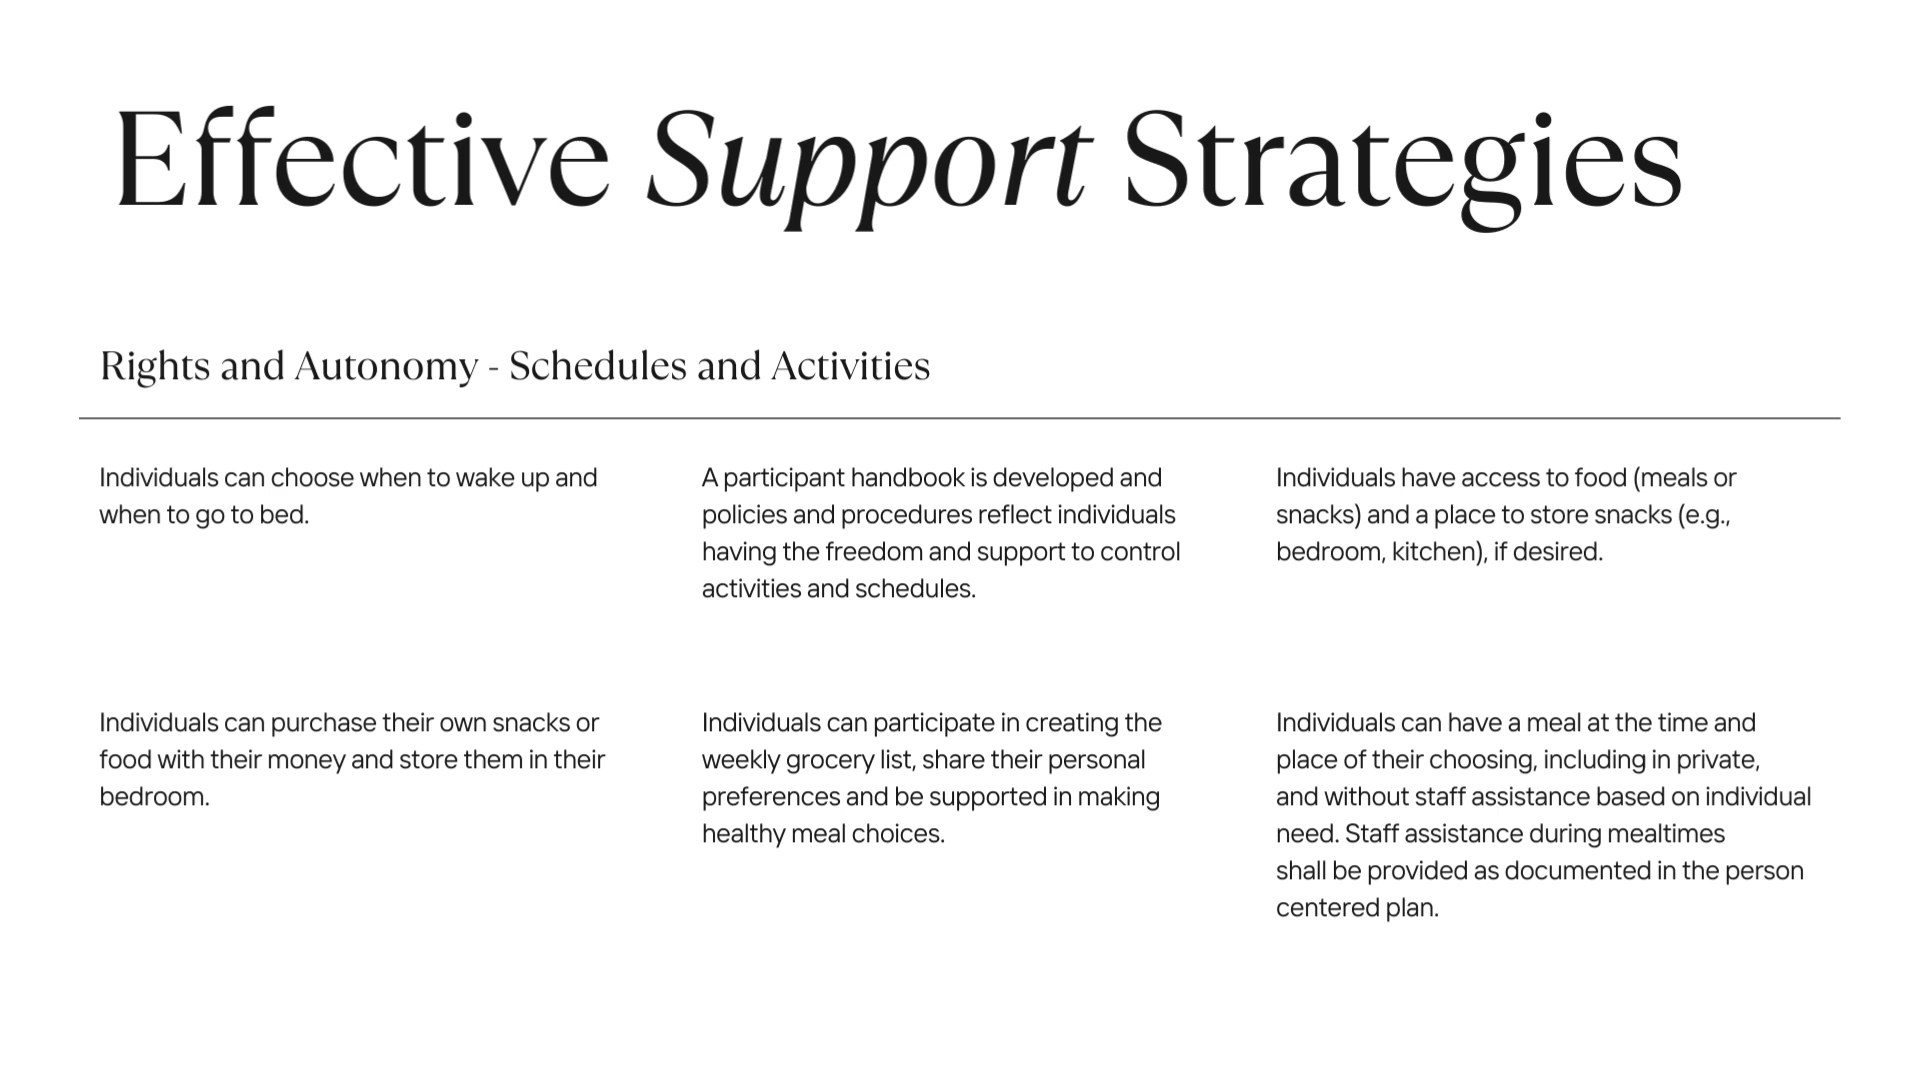 Effective Support Strategies
Rights and Autonomy - Schedules and Activities
Individuals can choose when to wake up and
when to go to bed.
A participant handbook is developed and
policies and procedures reflect individuals
having the freedom and support to control
activities and schedules.
Individuals have access to food (meals or
snacks) and a place to store snacks (e.g.,
bedroom, kitchen), if desired.
Individuals can purchase their own snacks or
food with their money and store them in their
bedroom.
Individuals can participate in creating the
weekly grocery list, share their personal
preferences and be supported in making
healthy meal choices.
Individuals can have a meal at the time and
place of their choosing, including in private,
and without staff assistance based on individual
need. Staff assistance during mealtimes
shall be provided as documented in the person
centered plan.